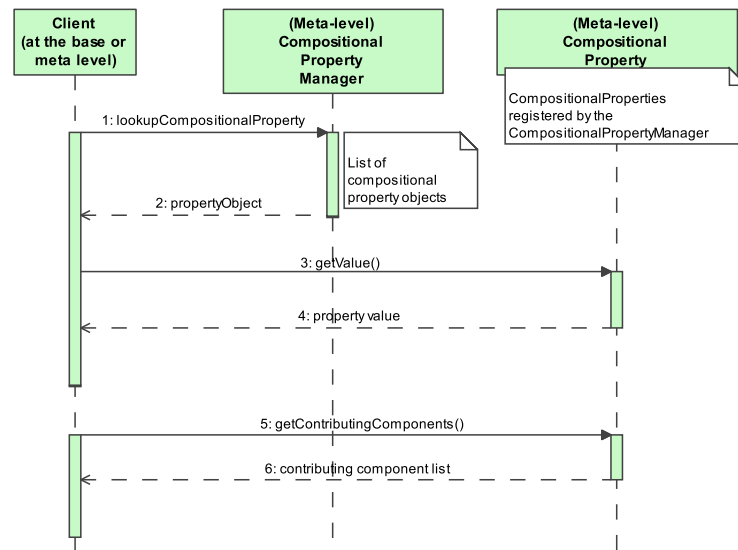 Client
(at the base or
meta level)
(Meta-level)
Compositional
Property
Manager
(Meta-level)
Compositional
Property
CompositionalProperties
registered by the
CompositionalPropertyManager
1: lookupCompositionalProperty
List of
compositional
property objects
2: propertyObject
3: getValue()
4: property value
5: getContributingComponents()
6: contributing component list